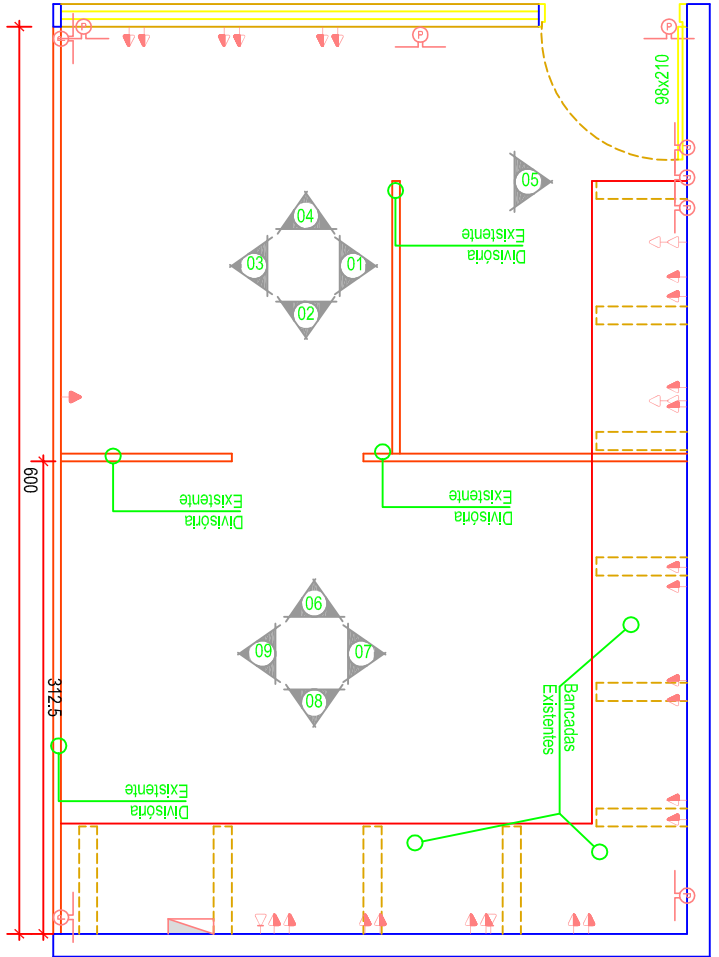 P
P
P
98x210
05
04
03
01
02
Divisória
Existente
600
Divisória
Existente
Divisória
Existente
06
09
07
08
312.5
Bancadas
Existentes
Divisória
Existente